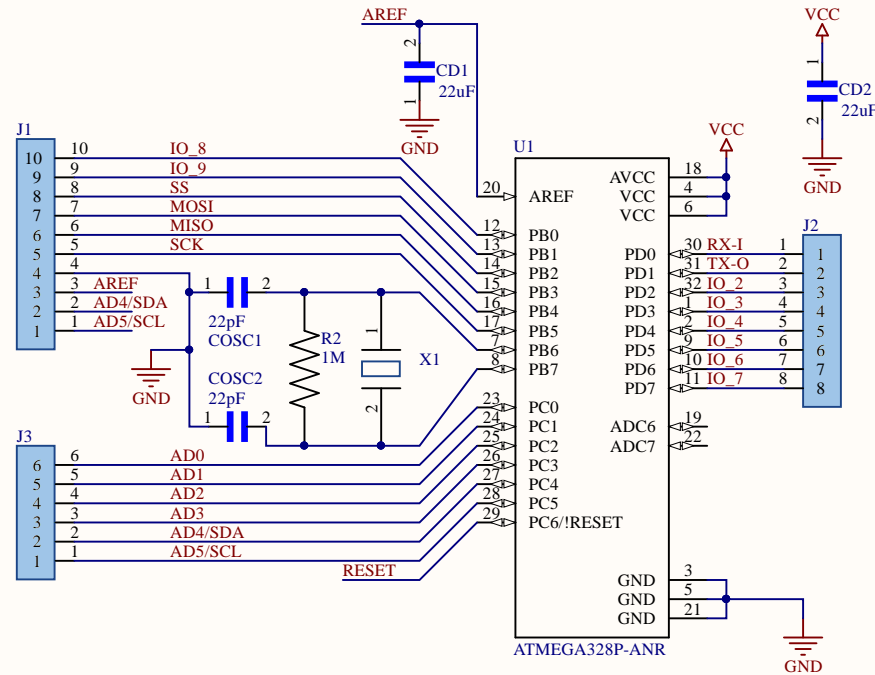 AREF
VCC
2
1
CD1
22uF
1
GND
CD2
22uF
2
GND
J1
10 10 IO_8
9 9 IO_9
8 8 SS
7 7 MOSI
6 6 MISO
5 5 SCK
4 4
3 3 AREF
2 2 AD4/SDA
1 1 AD5/SCL
1 2
22pF
COSC1
GND
COSC2
22pF
1 2
R2
1M
1
X1
2
J3
6 6 AD0
5 5 AD1
4 4 AD2
3 3 AD3
2 2 AD4/SDA
1 1 AD5/SCL
RESET
U1
20 AREF
12 PB0
13 PB1
14 PB2
15 PB3
16 PB4
17 PB5
7 PB6
8 PB7
23 PC0
24 PC1
25 PC2
26 PC3
27 PC4
28 PC5
29 PC6/!RESET
VCC
AVCC 18
VCC 4
VCC 6
J2
PD0 30 RX-I 1 1
PD1 31 TX-O 2 2
PD2 32 IO_2 3 3
PD3 1 IO_3 4 4
PD4 2 IO_4 5 5
PD5 9 IO_5 6 6
PD6 10 IO_6 7 7
PD7 11 IO_7 8 8
ADC6 19
ADC7 22
GND 3
GND 5
GND 21
GND
ATMEGA328P-ANR